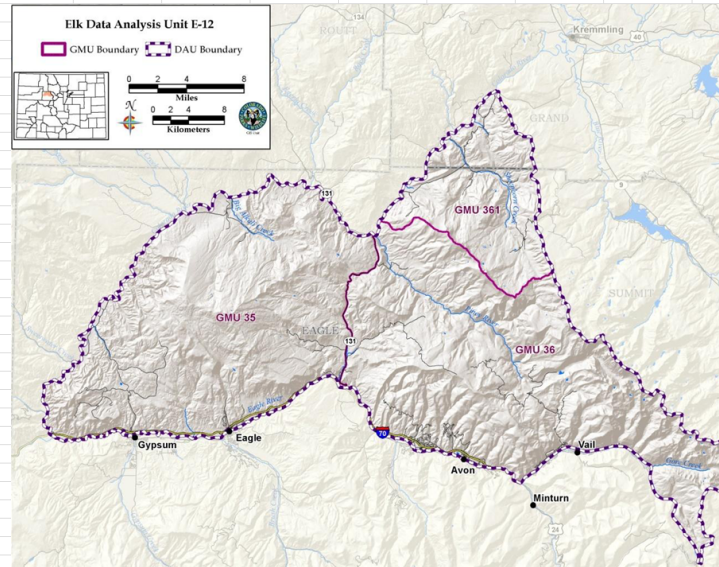 Elk Data Analysis Unit E-12
GMU Boundary
DAU Boundary
0 2 4 8
Miles
N
0 2 4 8
Kilometers
134
ROUTT
Kremmling
40
GRAND
131
9
GMU 361
SUMMIT
GMU 35
EAGLE
131
GMU 36
Eagle River
Gypsum
Eagle
70
Avon
Vail
Minturn
24